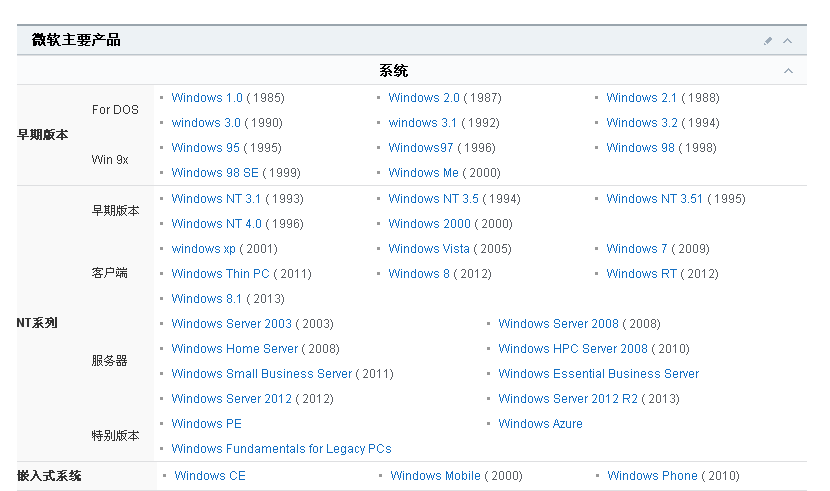 微软主要产品
系统
早期版本
For DOS
Windows 1.0 ( 1985) Windows 2.0 ( 1987) Windows 2.1 ( 1988)
windows 3.0 ( 1990) windows 3.1 ( 1992) Windows 3.2 ( 1994)
Win 9x
Windows 95 ( 1995) Windows97 ( 1996) Windows 98 ( 1998)
Windows 98 SE ( 1999) Windows Me ( 2000)
NT系列
早期版本
Windows NT 3.1 ( 1993) Windows NT 3.5 ( 1994) Windows NT 3.51 ( 1995)
Windows NT 4.0 ( 1996) Windows 2000 ( 2000)
客户端
windows xp ( 2001) Windows Vista ( 2005) Windows 7 ( 2009)
Windows Thin PC ( 2011) Windows 8 ( 2012) Windows RT ( 2012)
Windows 8.1 ( 2013)
服务器
Windows Server 2003 ( 2003) Windows Server 2008 ( 2008)
Windows Home Server ( 2008) Windows HPC Server 2008 ( 2010)
Windows Small Business Server ( 2011) Windows Essential Business Server
Windows Server 2012 ( 2012) Windows Server 2012 R2 ( 2013)
特别版本
Windows PE Windows Azure
Windows Fundamentals for Legacy PCs
嵌入式系统
Windows CE Windows Mobile ( 2000) Windows Phone ( 2010)